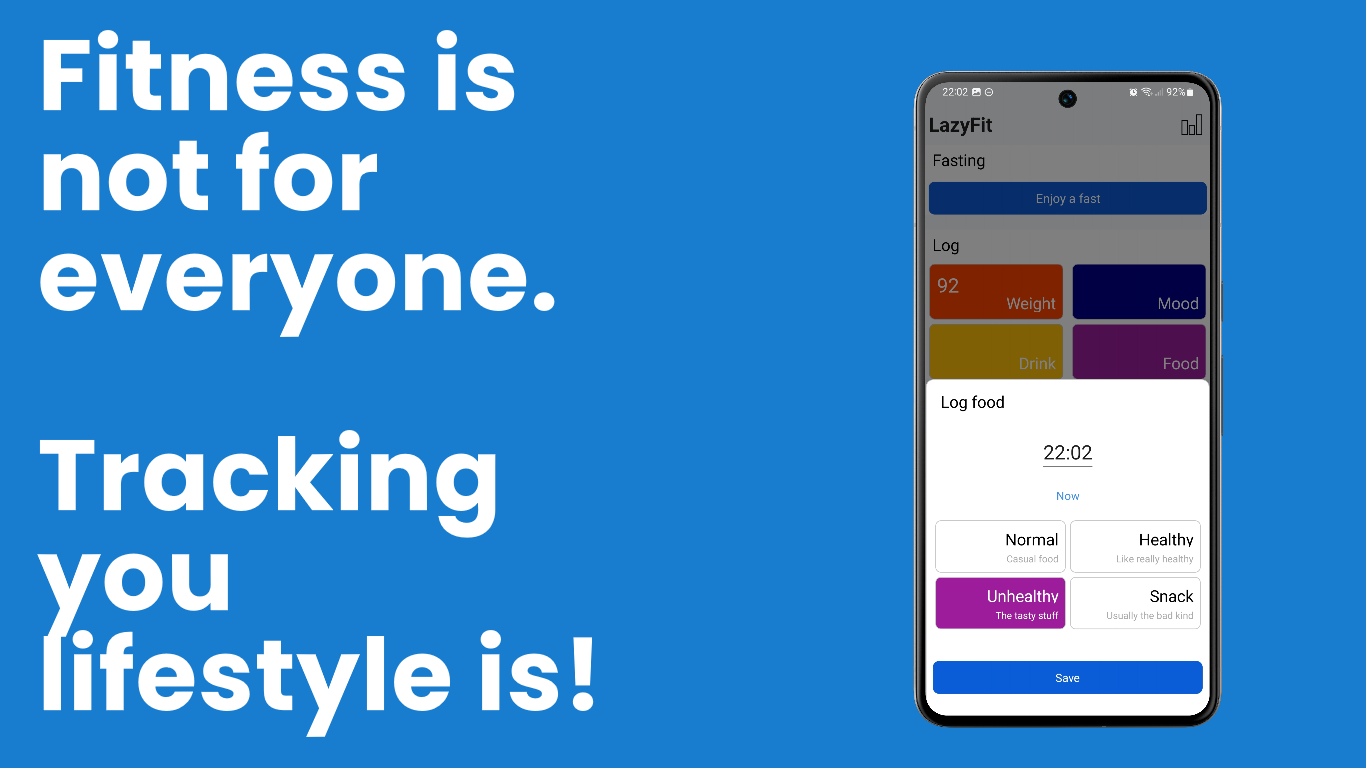 Fitness is
not for
everyone.
Tracking
you
lifestyle is!
22:02 92%
LazyFit
Fasting
Enjoy a fast
Log
92
Weight
Mood
Drink
Food
Log food
22:02
Now
Normal
Casual food
Healthy
Like really healthy
Unhealthy
The tasty stuff
Snack
Usually the bad kind
Save